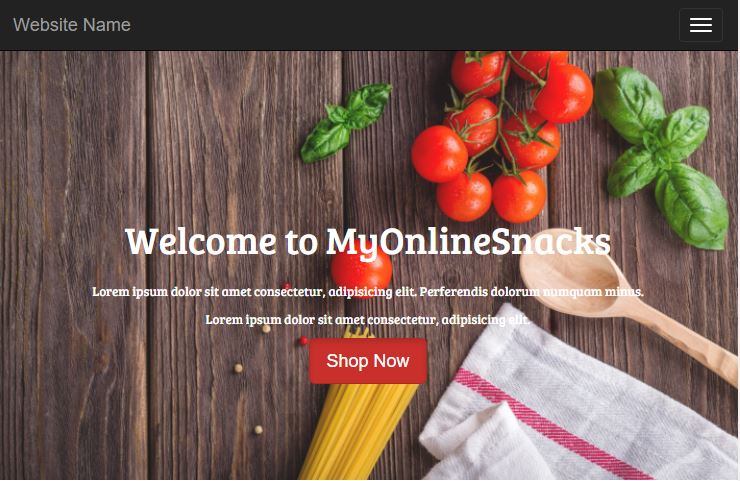 Website Name
Welcome to MyOnlineSnacks
Lorem ipsum dolor sit amet consectetur, adipisicing elit. Perferendis dolorum numquam minus.
Lorem ipsum dolor sit amet consectetur, adipisicing elit.
Shop Now